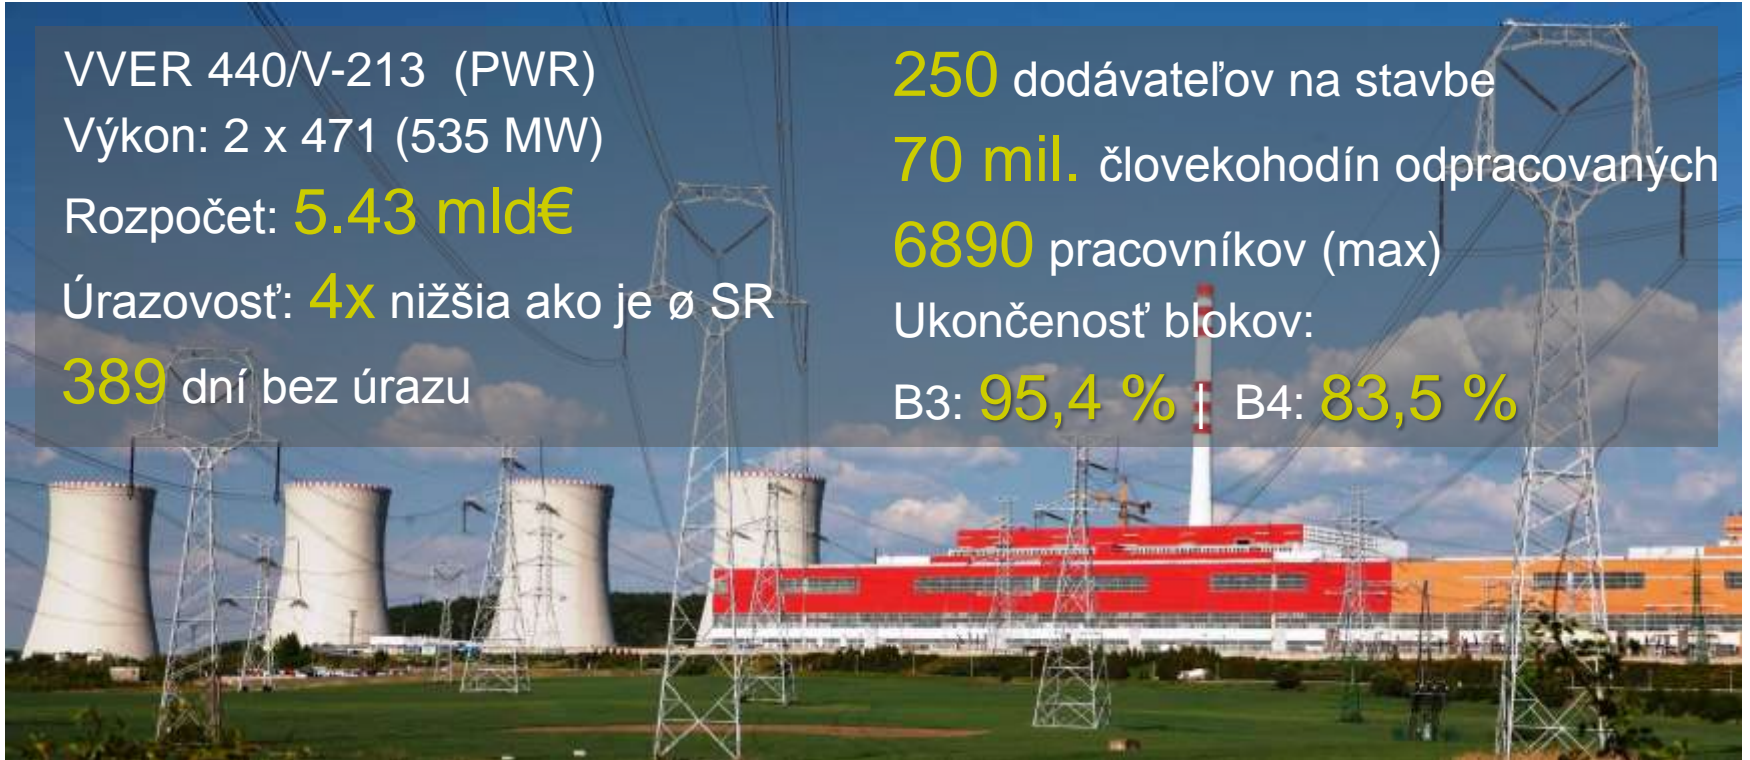 VVER 440/V-213 (PWR)
Výkon: 2 x 471 (535 MW)
Rozpočet: 5.43 mld€
Úrazovosť: 4x nižšia ako je ø SR
389 dní bez úrazu
250 dodávateľov na stavbe
70 mil. človekohodín odpracovaných
6890 pracovníkov (max)
Ukončenosť blokov:
B3: 95,4 % | B4: 83,5 %